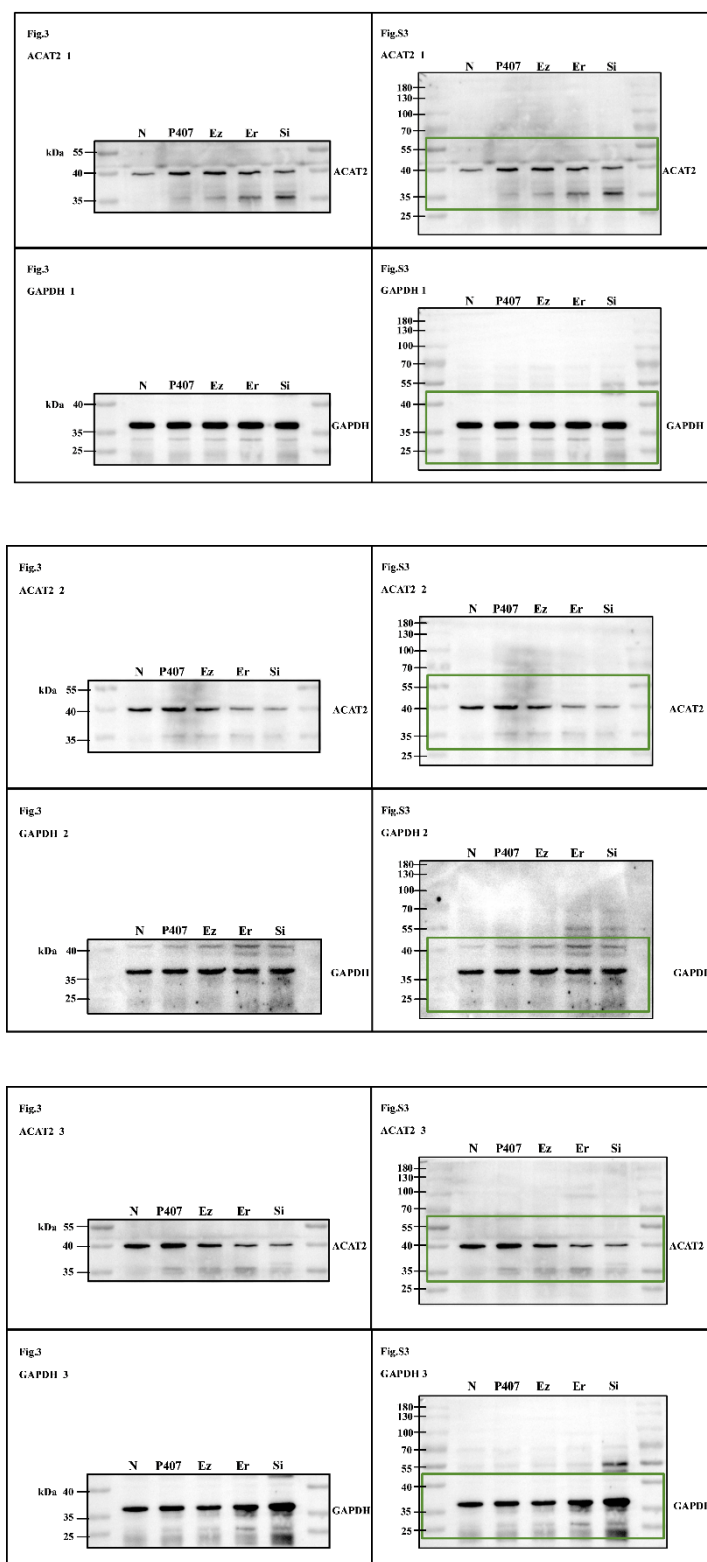 Fig.3
ACAT2 1
N P407 Ez Er Si
kDa 55
40 ACAT2
35
Fig.S3
ACAT2 1
N P407 Ez Er Si
180
130
100
70
55
40 ACAT2
35
25
Fig.3
GAPDH 1
N P407 Ez Er Si
kDa 40
GAPDH
35
25
Fig.S3
GAPDH 1
N P407 Ez Er Si
180
130
100
70
55
40
35 GAPDH
25
Fig.3
ACAT2 2
N P407 Ez Er Si
kDa 55
40 ACAT2
35
Fig.S3
ACAT2 2
N P407 Ez Er Si
180
130
100
70
55
40 ACAT2
35
25
Fig.3
GAPDH 2
N P407 Ez Er Si
kDa 40
GAPDH
35
25
Fig.S3
GAPDH 2
N P407 Ez Er Si
180
130
100
70
55
40
35 GAPDH
25
Fig.3
ACAT2 3
N P407 Ez Er Si
kDa 55
40 ACAT2
35
Fig.S3
ACAT2 3
N P407 Ez Er Si
180
130
100
70
55
40 ACAT2
35
25
Fig.3
GAPDH 3
N P407 Ez Er Si
kDa 40
GAPDH
35
25
Fig.S3
GAPDH 3
N P407 Ez Er Si
180
130
100
70
55
40
35 GAPDH
25